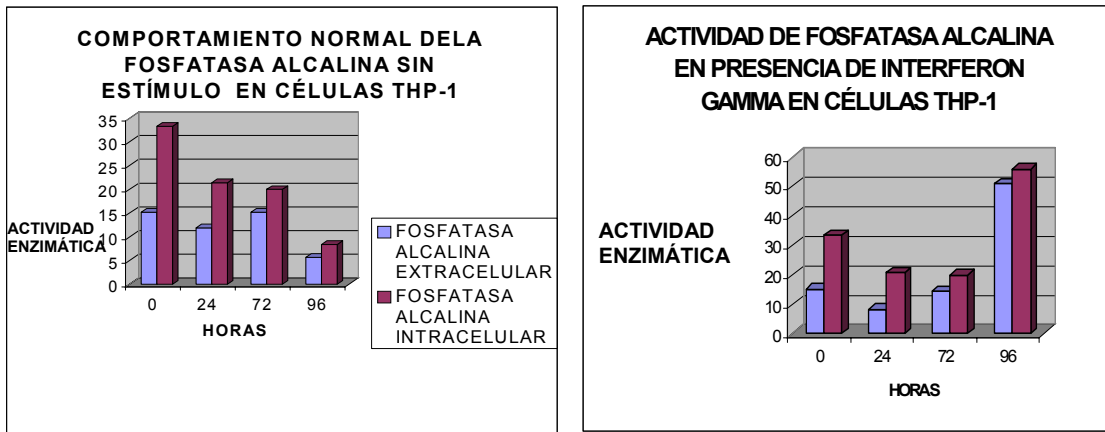 COMPORTAMIENTO NORMAL DELA
FOSFATASA ALCALINA SIN
ESTÍMULO EN CÉLULAS THP-1
35
30
25
20
15
10
5
0
ACTIVIDAD
ENZIMÁTICA
0 24 72 96
HORAS
FOSFATASA
ALCALINA
EXTRACELULAR
FOSFATASA
ALCALINA
INTRACELULAR
ACTIVIDAD DE FOSFATASA ALCALINA
EN PRESENCIA DE INTERFERON
GAMMA EN CÉLULAS THP-1
60
50
40
30
20
10
0
ACTIVIDAD
ENZIMÁTICA
0 24 72 96
HORAS